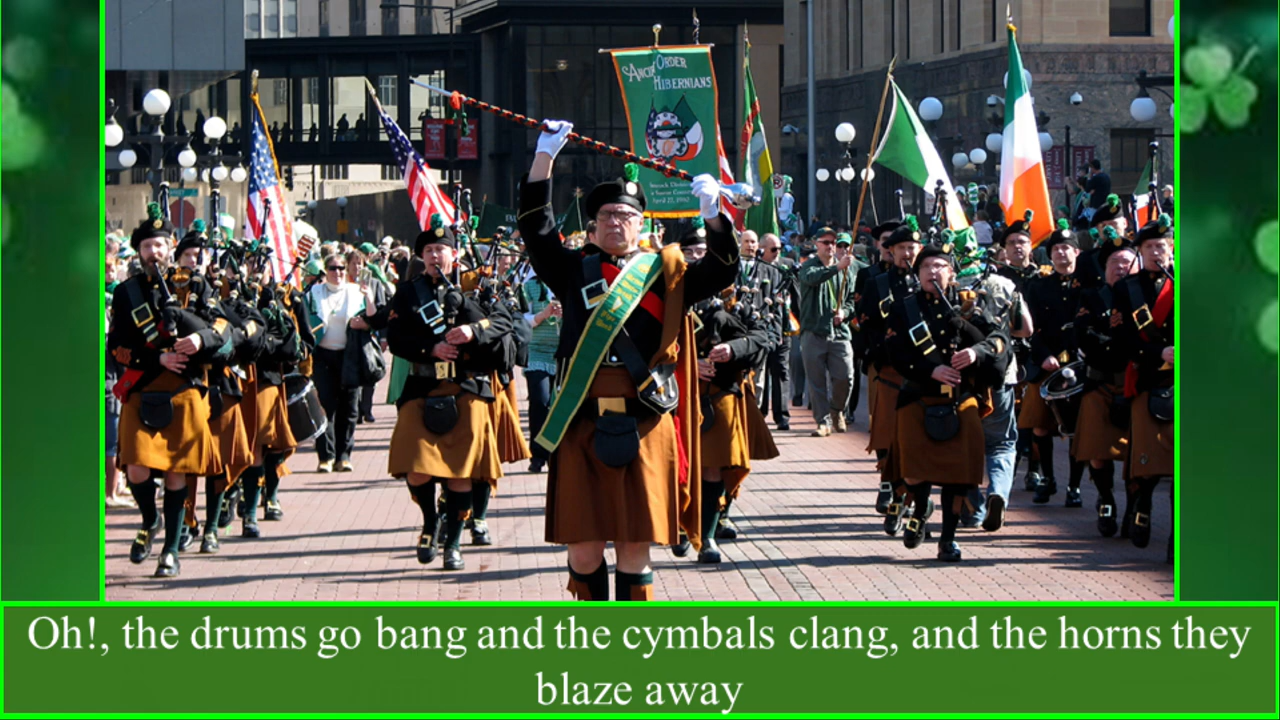 Ancient Order
Hibernians
Oh!, the drums go bang and the cymbals clang, and the horns they
blaze away